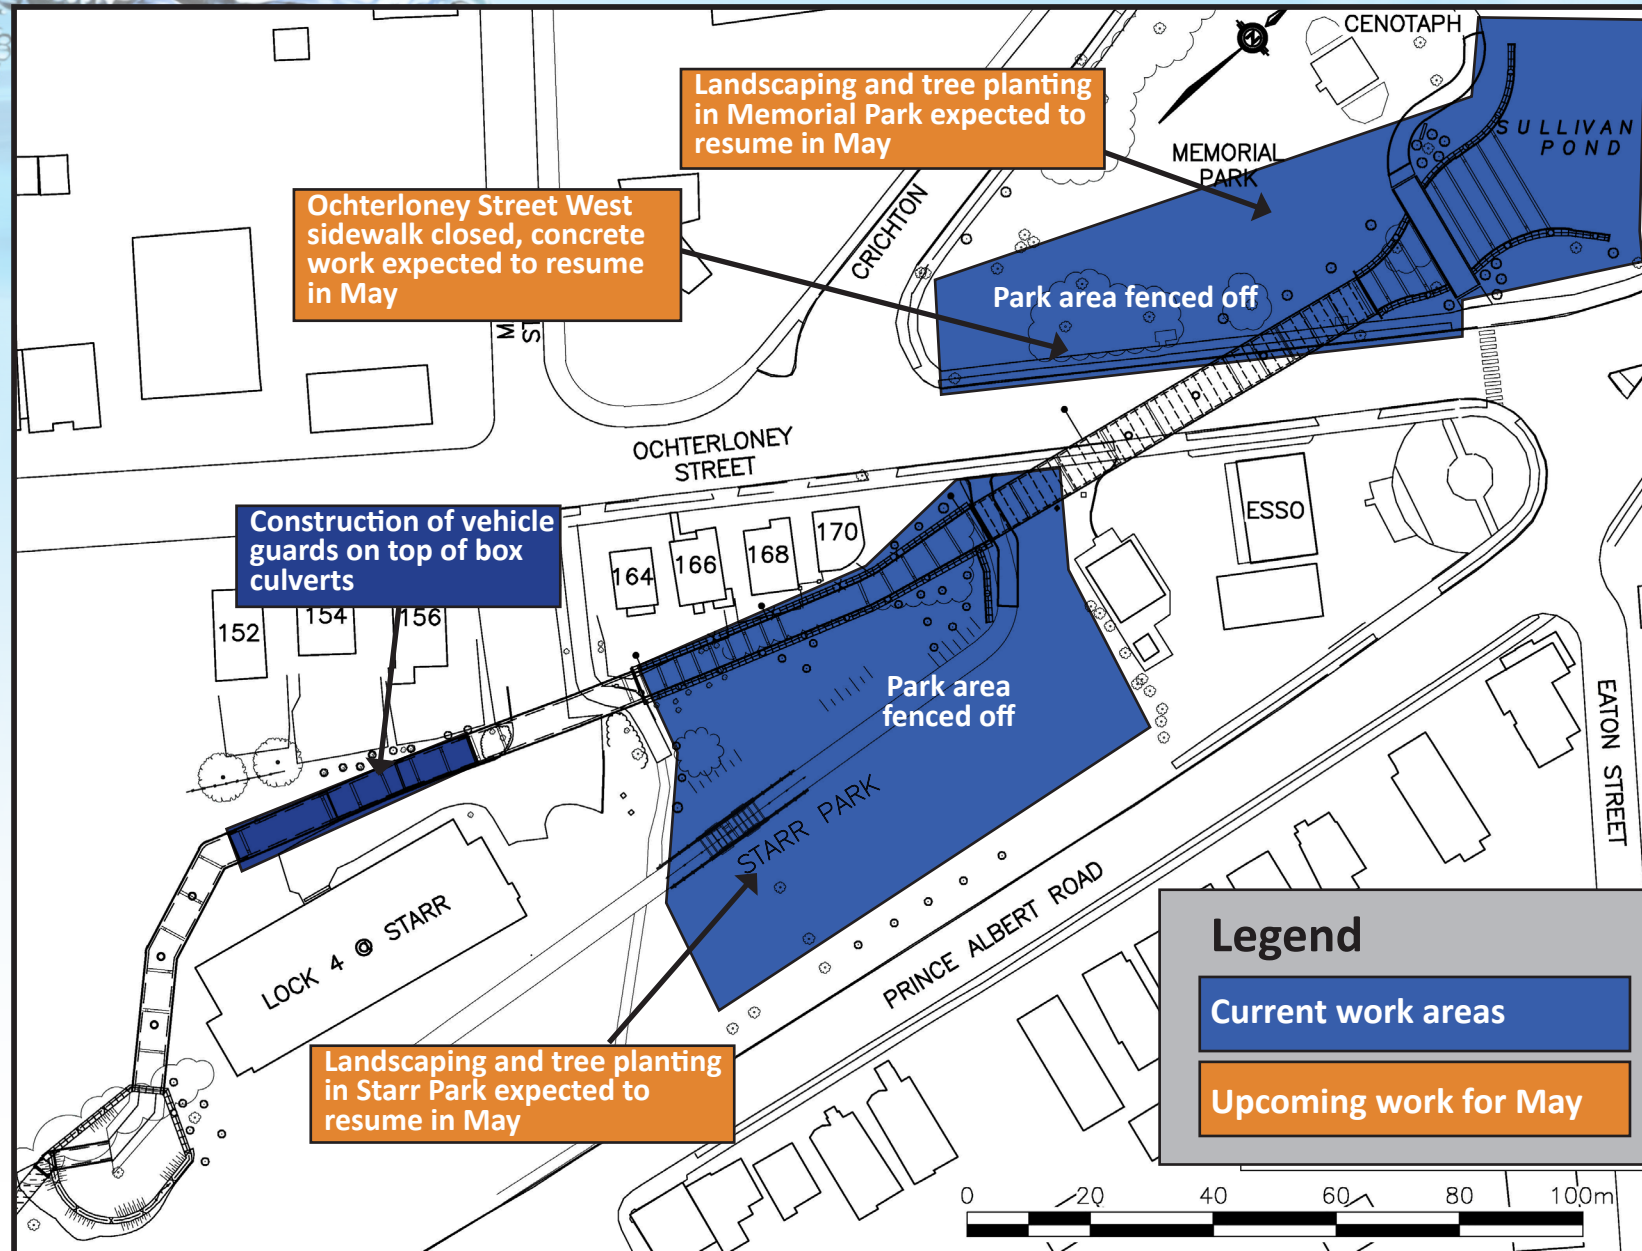 CENOTAPH
N
Landscaping and tree planting
in Memorial Park expected to
resume in May
SULLIVAN
POND
MEMORIAL
PARK
Ochterloney Street West
sidewalk closed, concrete
work expected to resume
in May
CRICHTON
Park area fenced off
M
ST
OCHTERLONEY
STREET
Construction of vehicle
guards on top of box
culverts
ESSO
164
166
168
170
152
154
156
Park area
fenced off
EATON STREET
STARR PARK
PRINCE ALBERT ROAD
LOCK 4 @ STARR
Landscaping and tree planting
in Starr Park expected to
resume in May
Legend
Current work areas
Upcoming work for May
0 20 40 60 80 100m